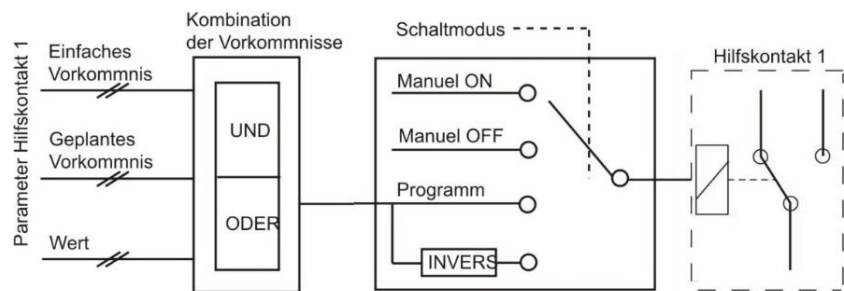 Kombination
der Vorkommnisse
Schaltmodus
Hilfskontakt 1
Parameter Hilfskontakt 1
Einfaches
Vorkommnis
Geplantes
Vorkommnis
Wert
UND
ODER
Manuel ON
Manuel OFF
Programm
INVERS